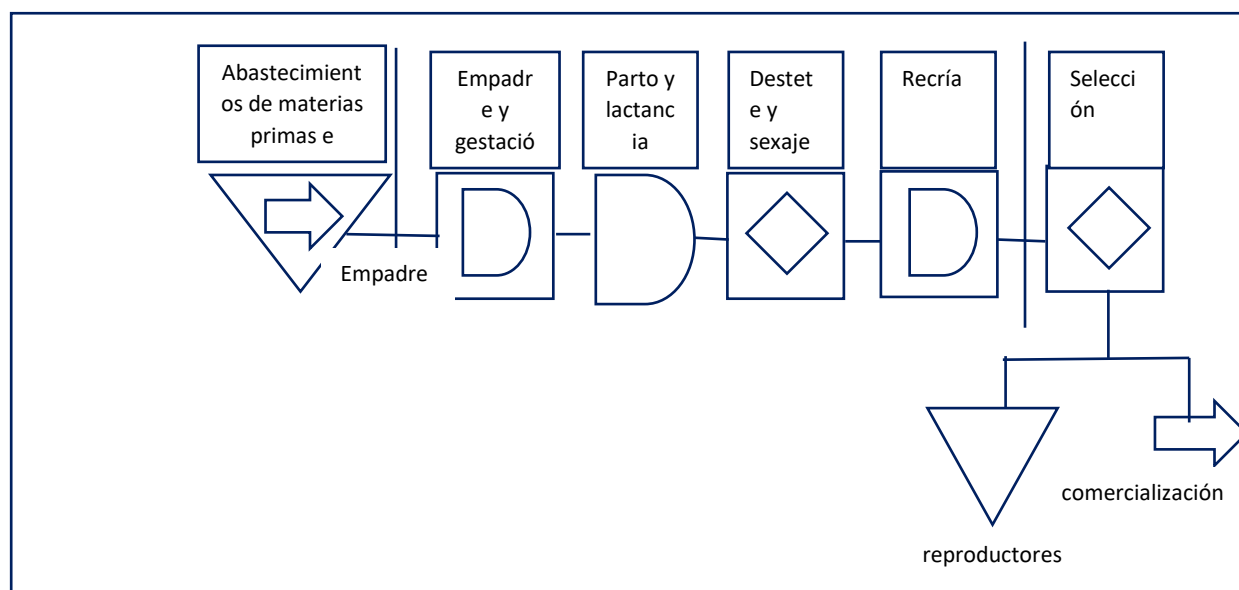 Abastecimient
os de materias
primas e
Empadr
e y
gestació
Parto y
lactanc
ia
Destet
e y
sexaje
Recría
Selecci
ón
Empadre
comercialización
reproductores